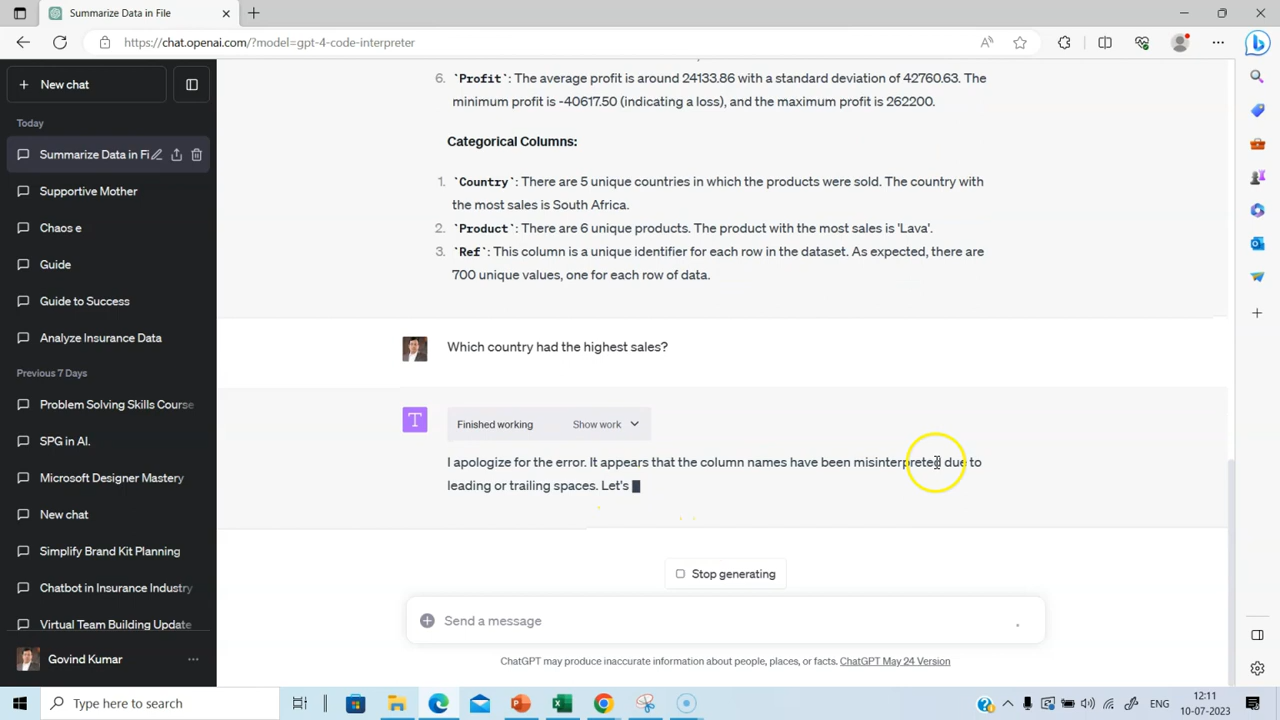 Summarize Data in File
https://chat.openai.com/?model=gpt-4-code-interpreter
New chat
Today
Summarize Data in Fi
Supportive Mother
Chaos e
Guide
Guide to Success
Analyze Insurance Data
Previous 7 Days
Problem Solving Skills Course
SPG in AI.
Microsoft Designer Mastery
New chat
Simplify Brand Kit Planning
Chatbot in Insurance Industry
Virtual Team Building Update
Govind Kumar
6. `Profit`: The average profit is around 24133.86 with a standard deviation of 42760.63. The
minimum profit is -40617.50 (indicating a loss), and the maximum profit is 262200.
Categorical Columns:
1. `Country`: There are 5 unique countries in which the products were sold. The country with
the most sales is South Africa.
2. `Product`: There are 6 unique products. The product with the most sales is 'Lava'.
3. `Ref`: This column is a unique identifier for each row in the dataset. As expected, there are
700 unique values, one for each row of data.
Which country had the highest sales?
T
Finished working Show work
I apologize for the error. It appears that the column names have been misinterpreted due to
leading or trailing spaces. Let's
Stop generating
Send a message
ChatGPT may produce inaccurate information about people, places, or facts. ChatGPT May 24 Version
Type here to search
ENG
12:11
10-07-2023